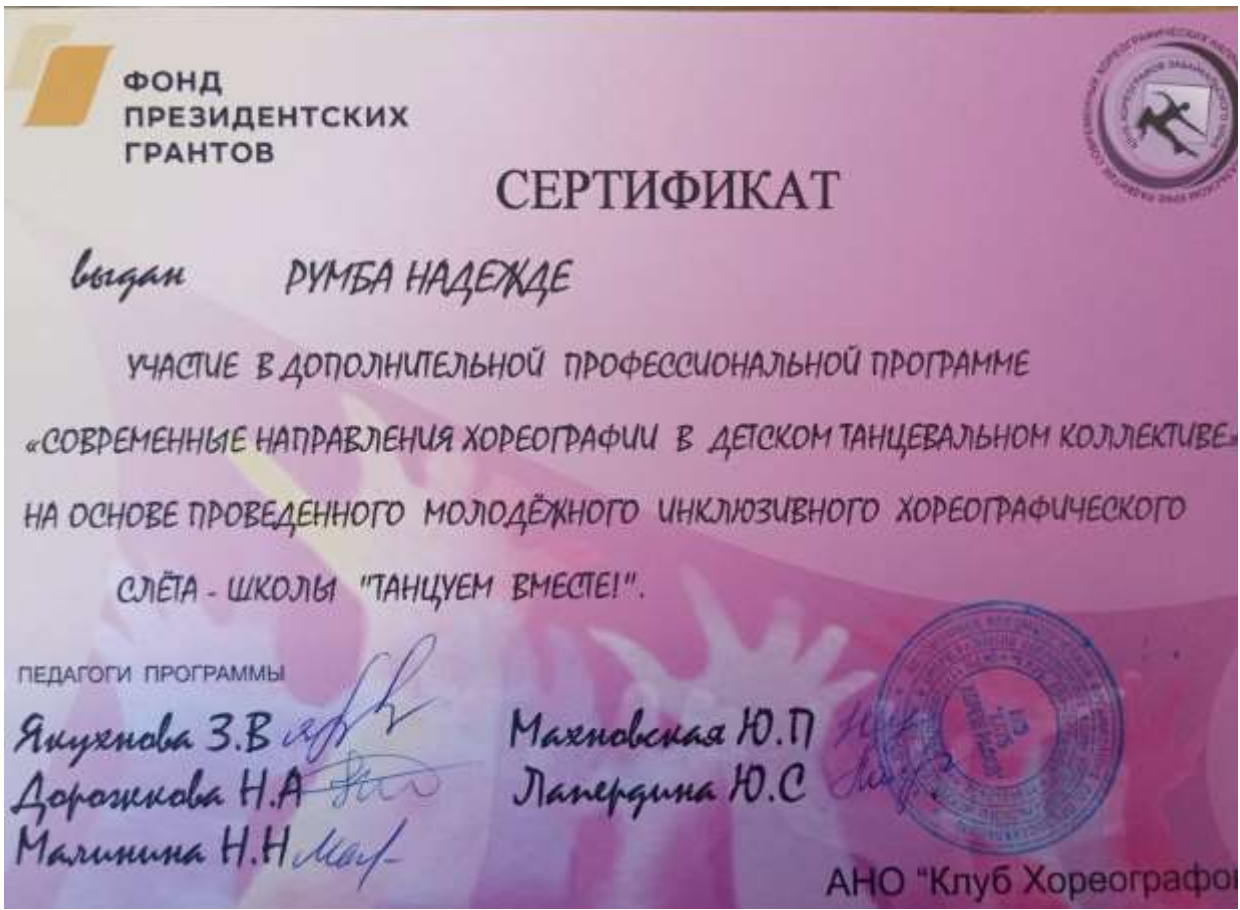 ФОНД
ПРЕЗИДЕНТСКИХ
ГРАНТОВ
СЕРТИФИКАТ
выдан РУМБА НАДЕЖДЕ
УЧАСТИЕ В ДОПОЛНИТЕЛЬНОЙ ПРОФЕССИОНАЛЬНОЙ ПРОГРАММЕ
«СОВРЕМЕННЫЕ НАПРАВЛЕНИЯ ХОРЕОГРАФИИ В ДЕТСКОМ ТАНЦЕВАЛЬНОМ КОЛЛЕКТИВЕ»
НА ОСНОВЕ ПРОВЕДЕННОГО МОЛОДЁЖНОГО ИНКЛЮЗИВНОГО ХОРЕОГРАФИЧЕСКОГО
СЛЁТА - ШКОЛЫ "ТАНЦУЕМ ВМЕСТЕ!".
ПЕДАГОГИ ПРОГРАММЫ
Якухнова З.В Махновская Ю.П
Дорожкова Н.А Лапердина Ю.С
Малинина Н.Н
АНО "Клуб Хореографов